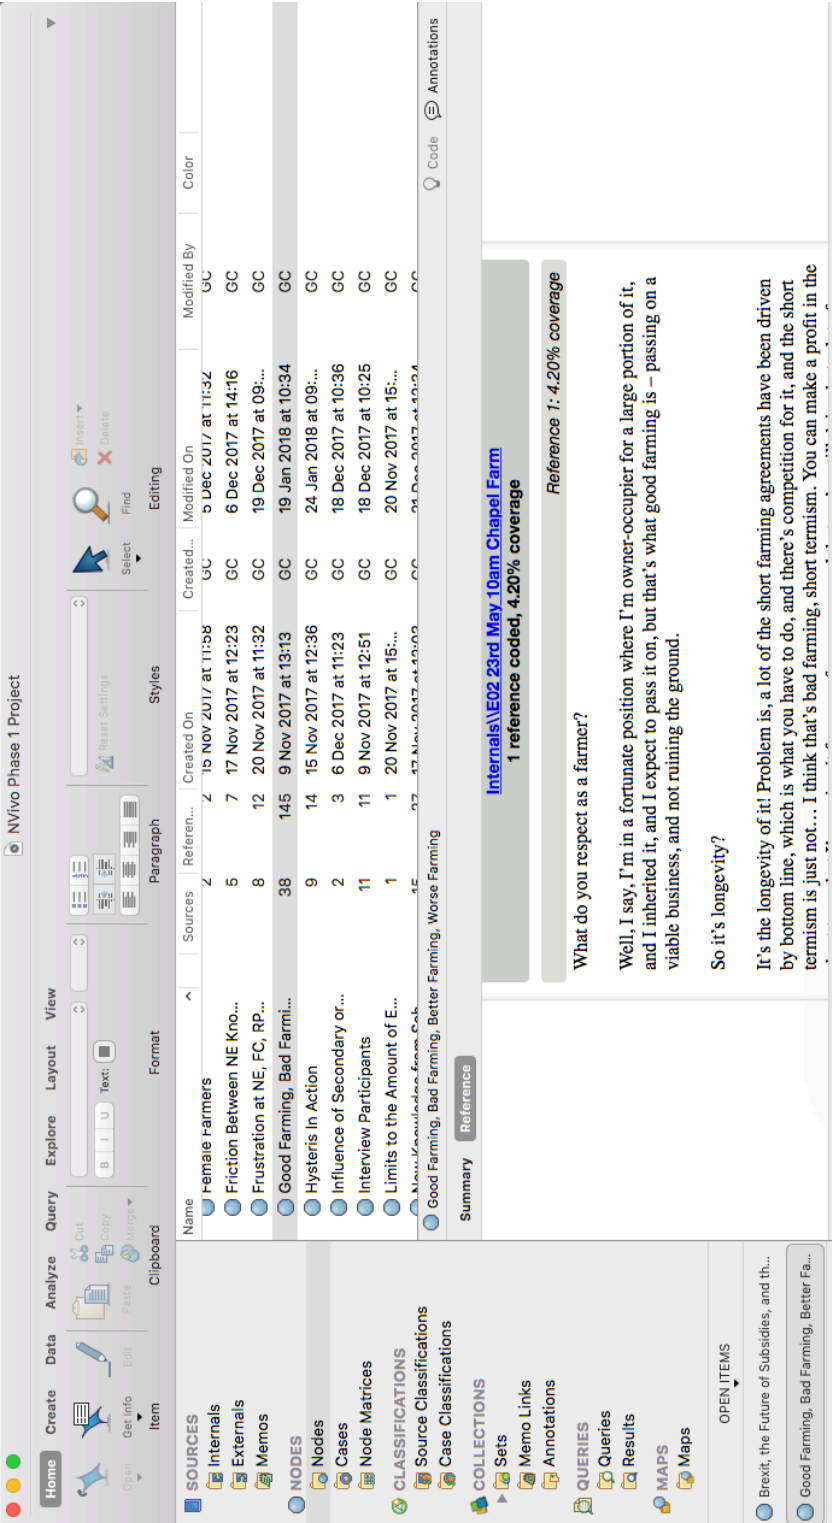 NVivo Phase 1 Project
Home Create Data Analyze Query Explore Layout View
Open Get Info Edit Paste Cut Copy Merge
B I U Text:
Reset Settings
Select Find Insert Delete
Item Clipboard Format Paragraph Styles Editing
SOURCES
Internals
Externals
Memos
NODES
Nodes
Cases
Node Matrices
CLASSIFICATIONS
Source Classifications
Case Classifications
COLLECTIONS
Sets
Memo Links
Annotations
QUERIES
Queries
Results
MAPS
Maps
OPEN ITEMS
Brexit, the Future of Subsidies, and th...
Good Farming, Bad Farming, Better Fa...
Name Sources Referen... Created On Created... Modified On Modified By Color
Female Farmers 2 2 15 Nov 2017 at 11:58 GC 5 Dec 2017 at 11:32 GC
Friction Between NE Kno... 5 7 17 Nov 2017 at 12:23 GC 6 Dec 2017 at 14:16 GC
Frustration at NE, FC, RP... 8 12 20 Nov 2017 at 11:32 GC 19 Dec 2017 at 09:... GC
Good Farming, Bad Farmi... 38 145 9 Nov 2017 at 13:13 GC 19 Jan 2018 at 10:34 GC
Hysteris In Action 9 14 15 Nov 2017 at 12:36 GC 24 Jan 2018 at 09:... GC
Influence of Secondary or... 2 3 6 Dec 2017 at 11:23 GC 18 Dec 2017 at 10:36 GC
Interview Participants 11 11 9 Nov 2017 at 12:51 GC 18 Dec 2017 at 10:25 GC
Limits to the Amount of E... 1 1 20 Nov 2017 at 15:... GC 20 Nov 2017 at 15:... GC
Good Farming, Bad Farming, Better Farming, Worse Farming
Summary Reference Code Annotations
Internals\\E02 23rd May 10am Chapel Farm
1 reference coded, 4.20% coverage
Reference 1: 4.20% coverage
What do you respect as a farmer?
Well, I say, I'm in a fortunate position where I'm owner-occupier for a large portion of it,
and I inherited it, and I expect to pass it on, but that's what good farming is – passing on a
viable business, and not ruining the ground.
So it's longevity?
It's the longevity of it! Problem is, a lot of the short farming agreements have been driven
by bottom line, which is what you have to do, and there's competition for it, and the short
termism is just not… I think that's bad farming, short termism. You can make a profit in the